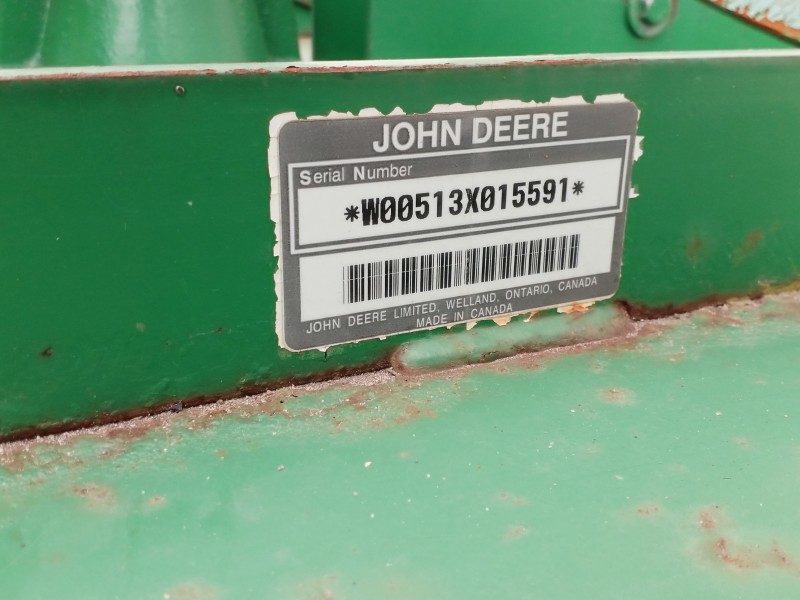 JOHN DEERE
Serial Number
*W00513X015591*
JOHN DEERE LIMITED, WELLAND, ONTARIO, CANADA
MADE IN CANADA